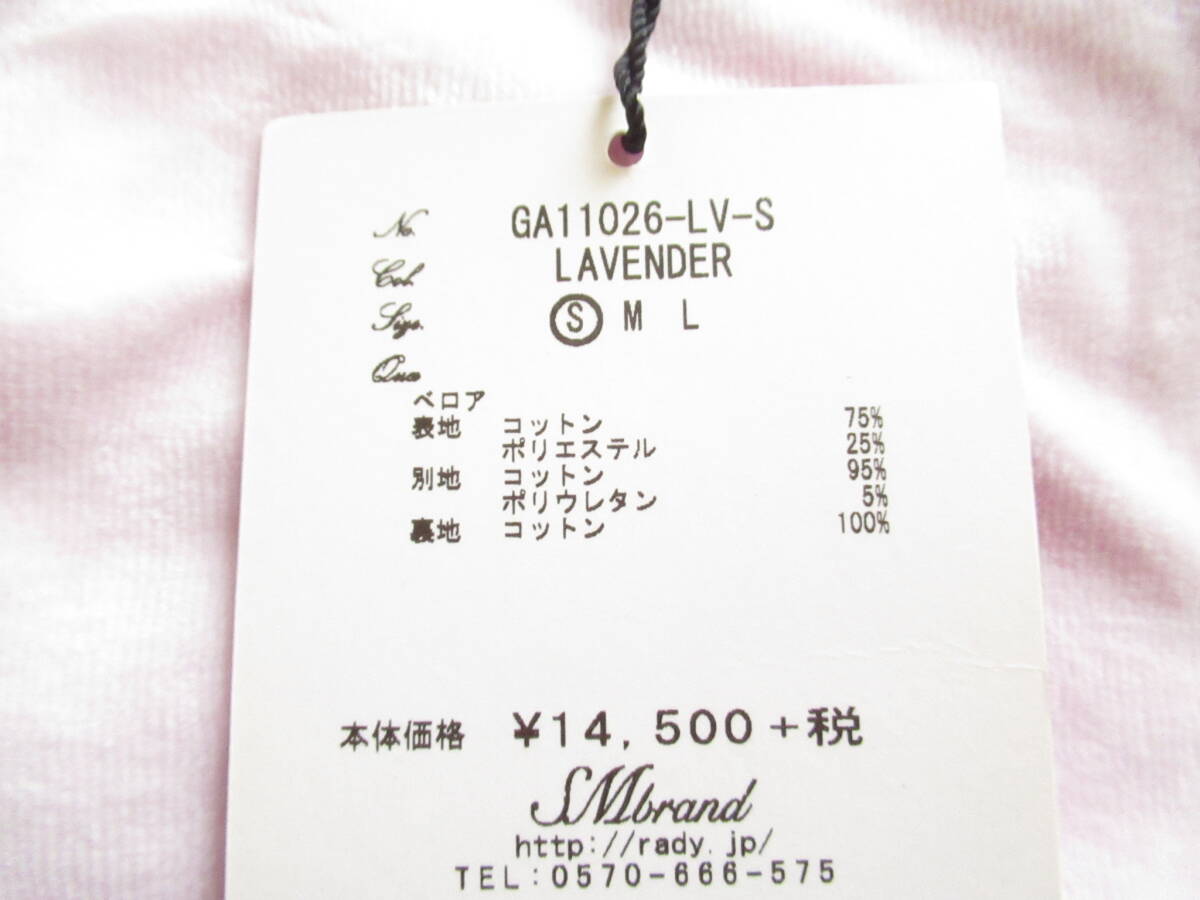 No. GA11026-LV-S
Col. LAVENDER
Size. S M L
Qua
ベロア
表地 コットン 75%
ポリエステル 25%
別地 コットン 95%
ポリウレタン 5%
裏地 コットン 100%
本体価格 ¥14,500+税
SMbrand
http://rady.jp/
TEL:0570-666-575